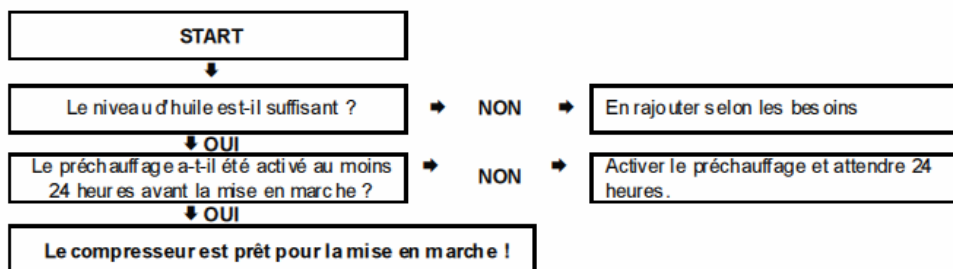 START
Le niveau d'huile est-il suffisant ?
NON
En rajouter selon les besoins
OUI
Le préchauffage a-t-il été activé au moins
24 heures avant la mise en marche ?
NON
Activer le préchauffage et attendre 24
heures.
OUI
Le compresseur est prêt pour la mise en marche !